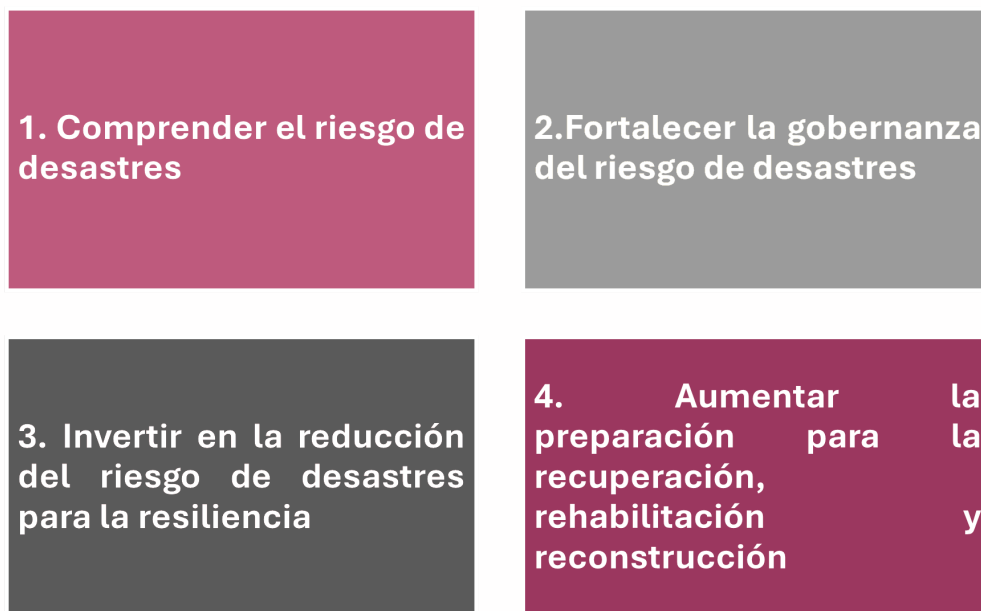 1. Comprender el riesgo de
desastres
2.Fortalecer la gobernanza
del riesgo de desastres
3. Invertir en la reducción
del riesgo de desastres
para la resiliencia
4. Aumentar la
preparación para la
recuperación,
rehabilitación y
reconstrucción